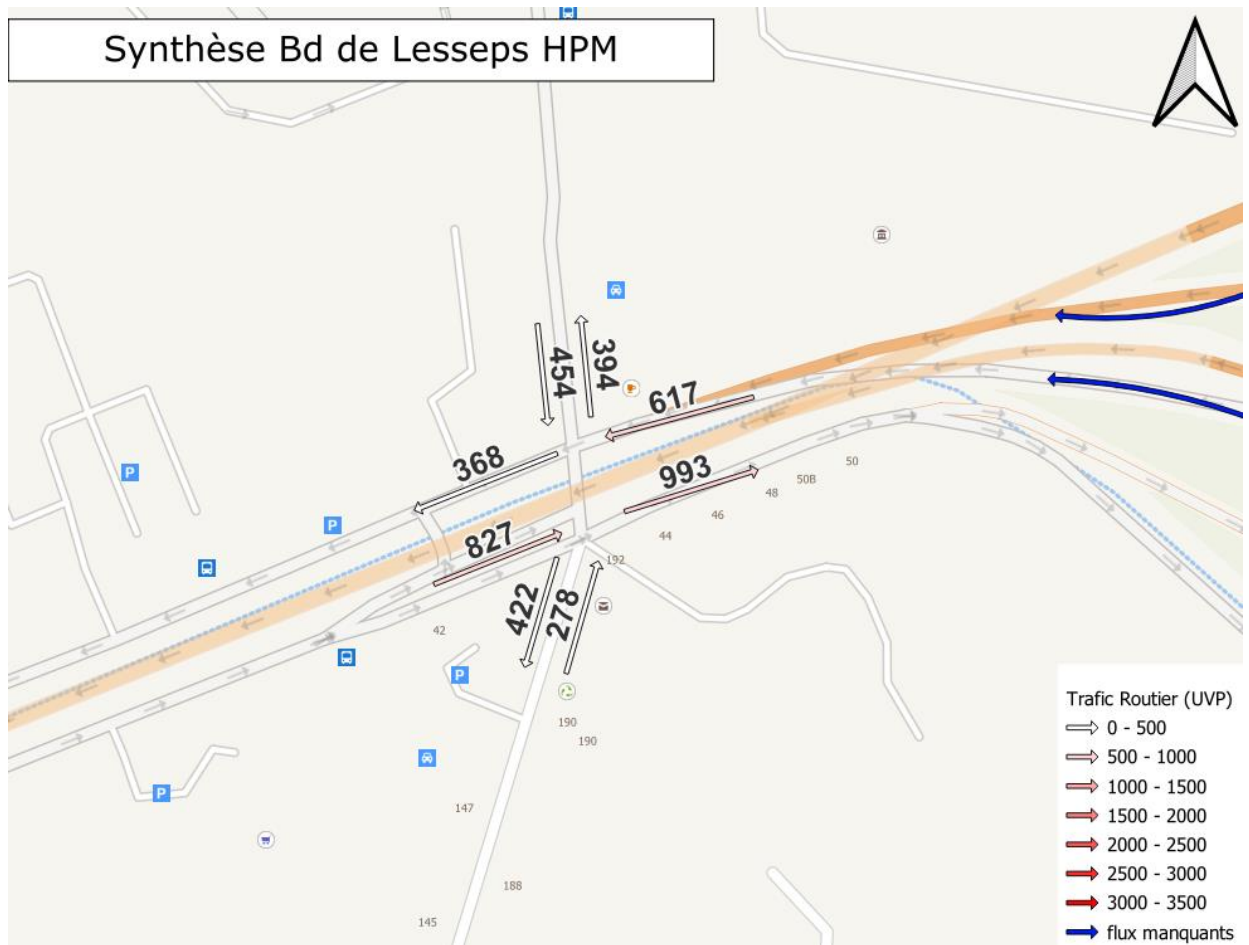 Synthèse Bd de Lesseps HPM
P
454
394
617
368
993
827
422
278
50
50B
48
46
44
192
42
P
P
P
190
190
147
188
145
P
Trafic Routier (UVP)
0 - 500
500 - 1000
1000 - 1500
1500 - 2000
2000 - 2500
2500 - 3000
3000 - 3500
flux manquants